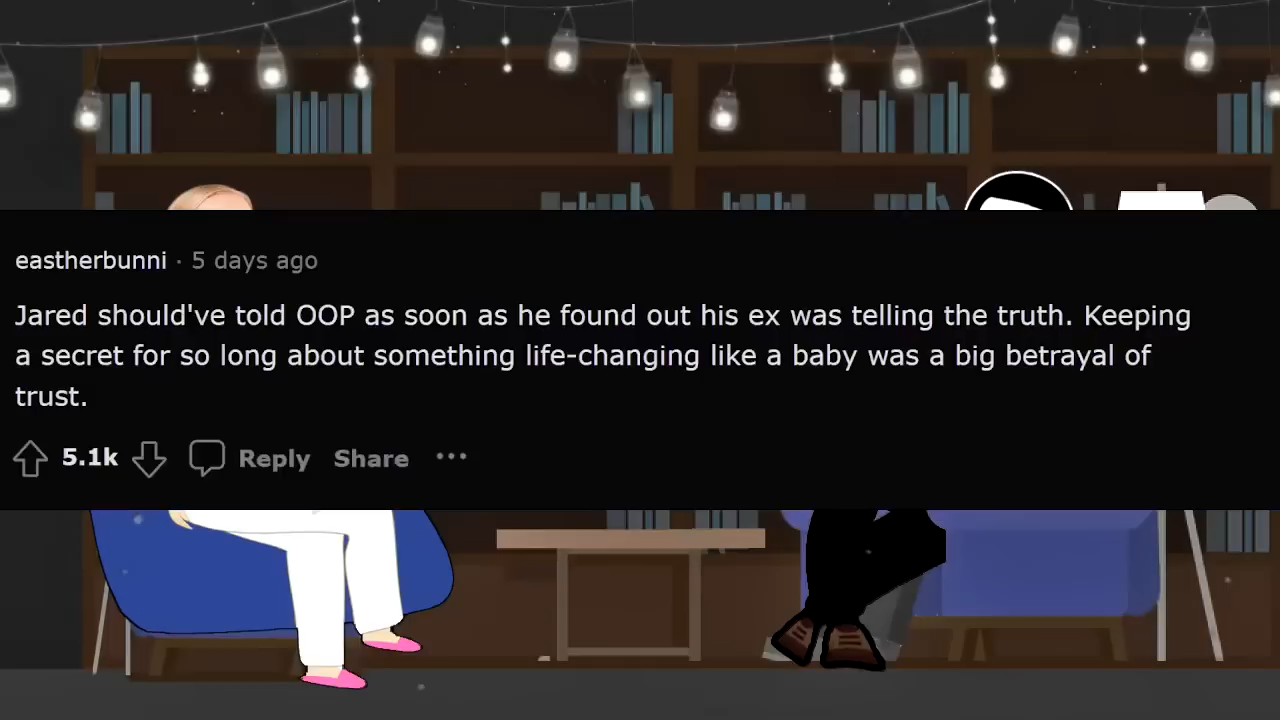 eastherbunni · 5 days ago
Jared should've told OOP as soon as he found out his ex was telling the truth. Keeping
a secret for so long about something life-changing like a baby was a big betrayal of
trust.
5.1k Reply Share ···